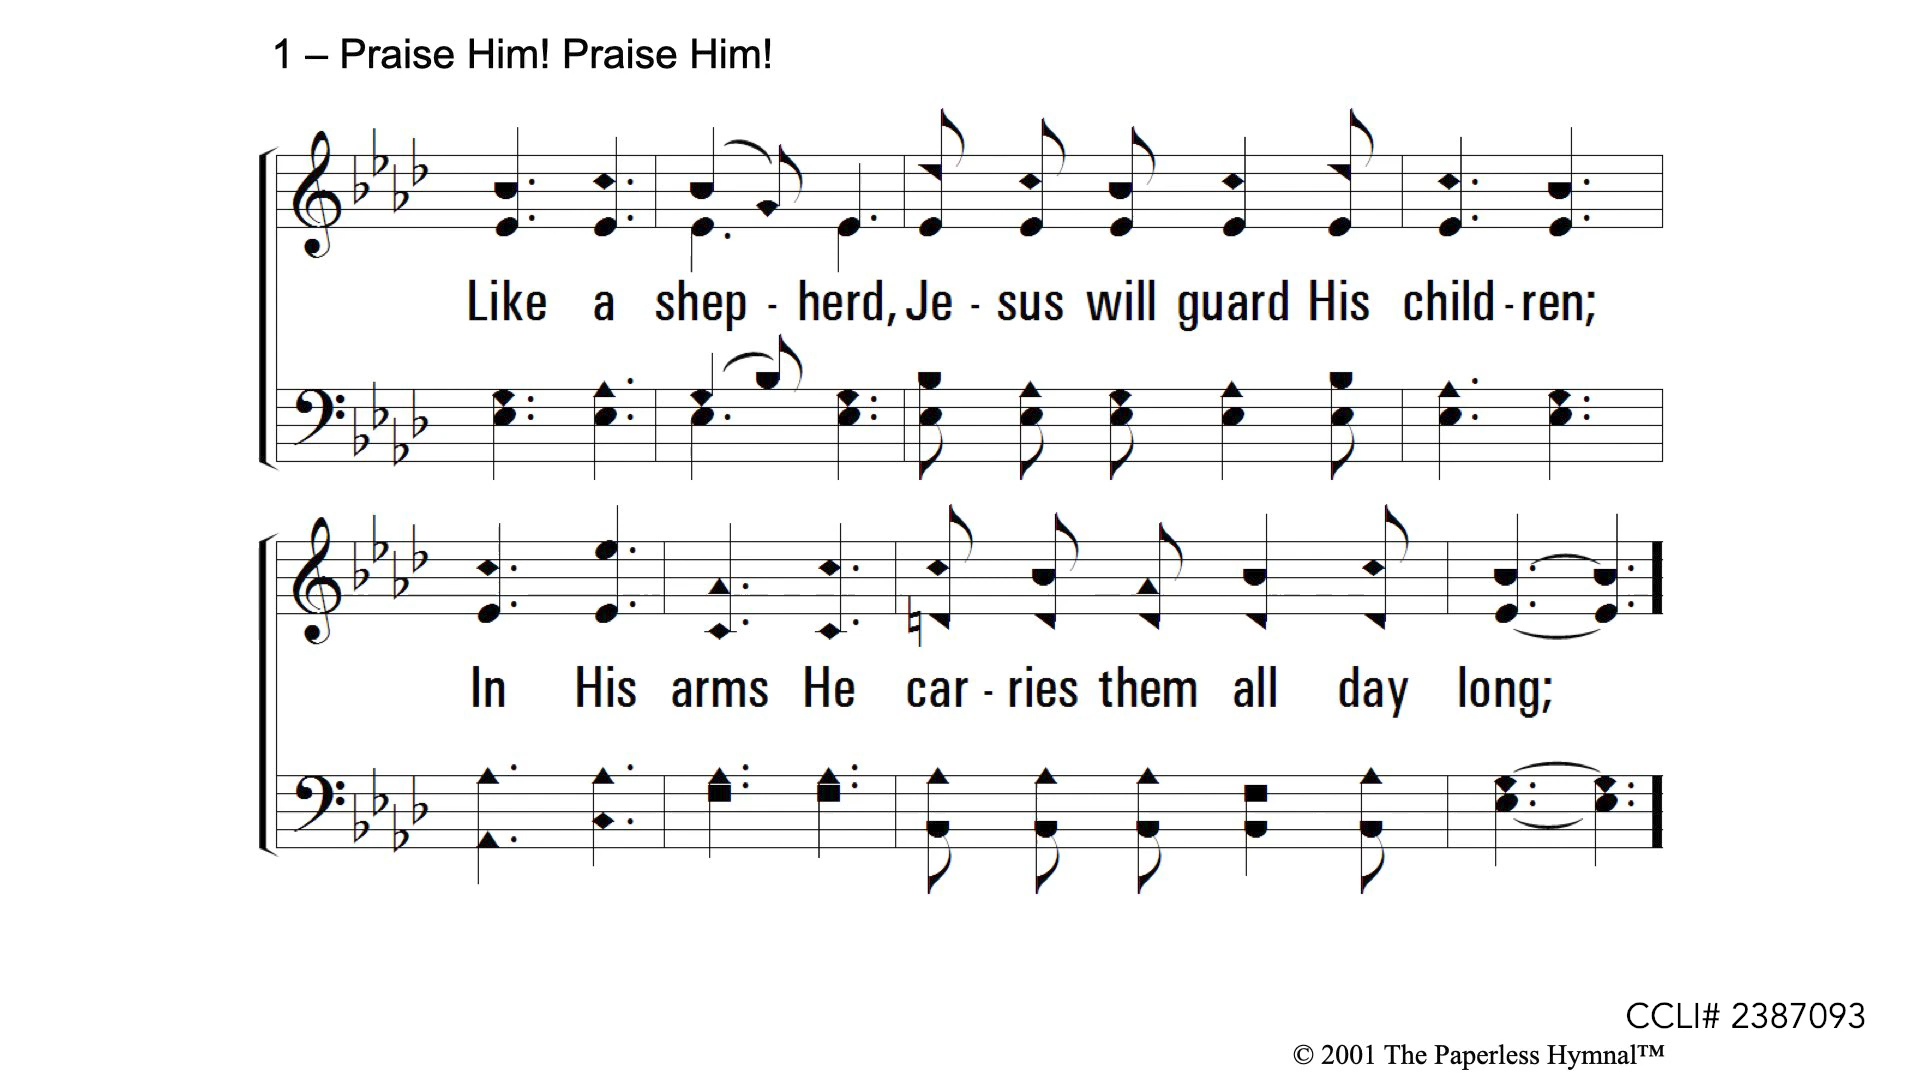 1 – Praise Him! Praise Him!
Like a shep - herd, Je - sus will guard His child - ren;
In His arms He car - ries them all day long;
CCLI# 2387093
© 2001 The Paperless Hymnal™